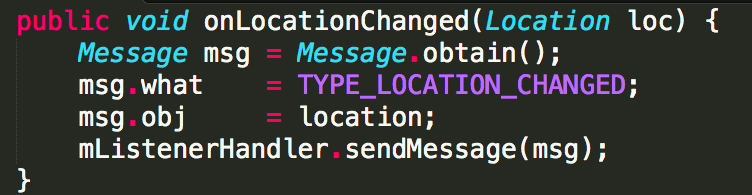 public void onLocationChanged(Location loc) {
    Message msg = Message.obtain();
    msg.what    = TYPE_LOCATION_CHANGED;
    msg.obj     = location;
    mListenerHandler.sendMessage(msg);
}